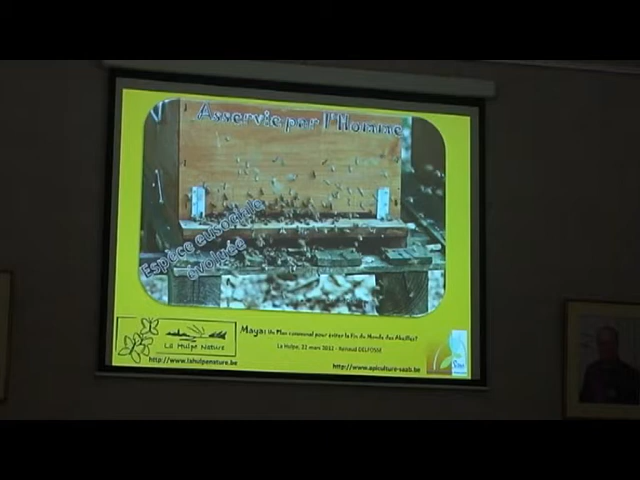 Asservie par l'Homme
Espèce eusociale
évoluée
Maya: Un Plan communal pour éviter la Fin du Monde des Abeilles?
La Hulpe, 21 mars 2012 - Renaud DELFOSSE
La Hulpe Nature
http://www.lahulpenature.be
http://www.apiculture-saab.be